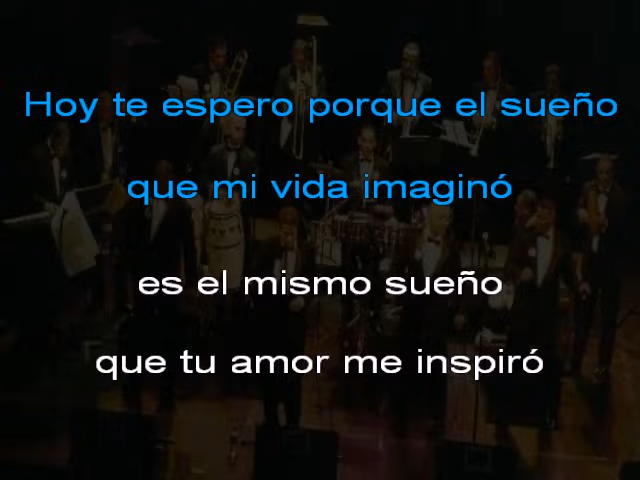 Hoy te espero porque el sueño
que mi vida imaginó
es el mismo sueño
que tu amor me inspiró